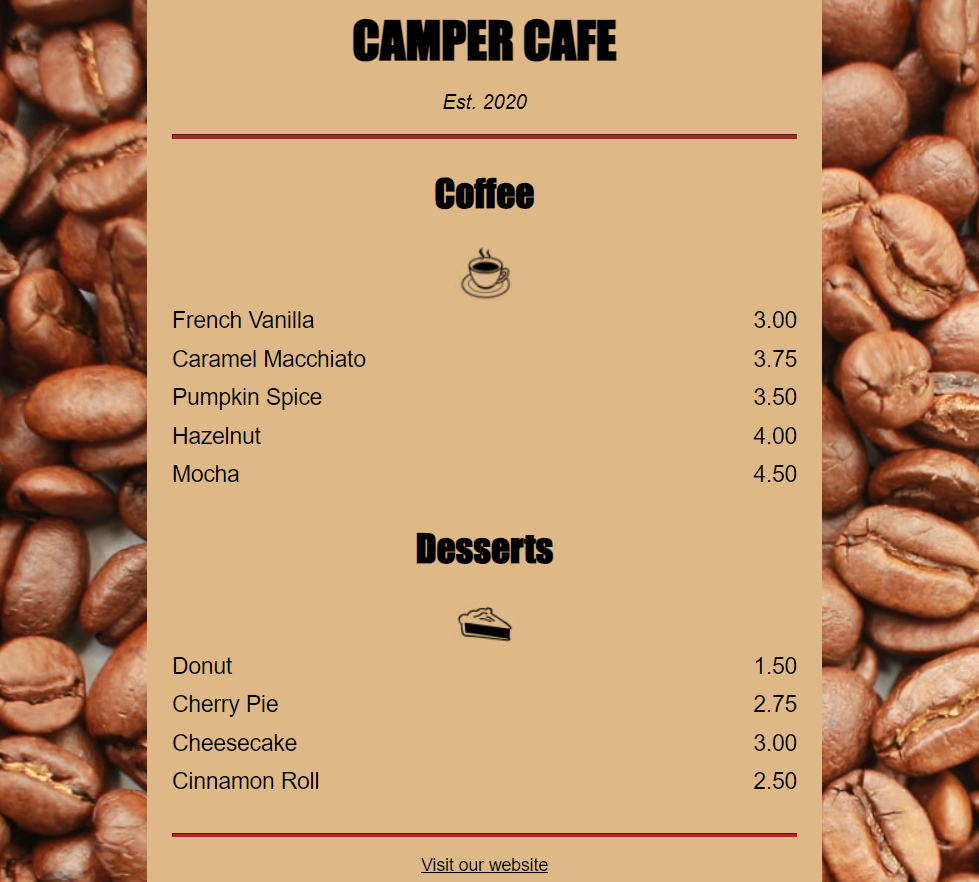 CAMPER CAFE
Est. 2020
Coffee
French Vanilla 3.00
Caramel Macchiato 3.75
Pumpkin Spice 3.50
Hazelnut 4.00
Mocha 4.50
Desserts
Donut 1.50
Cherry Pie 2.75
Cheesecake 3.00
Cinnamon Roll 2.50
Visit our website